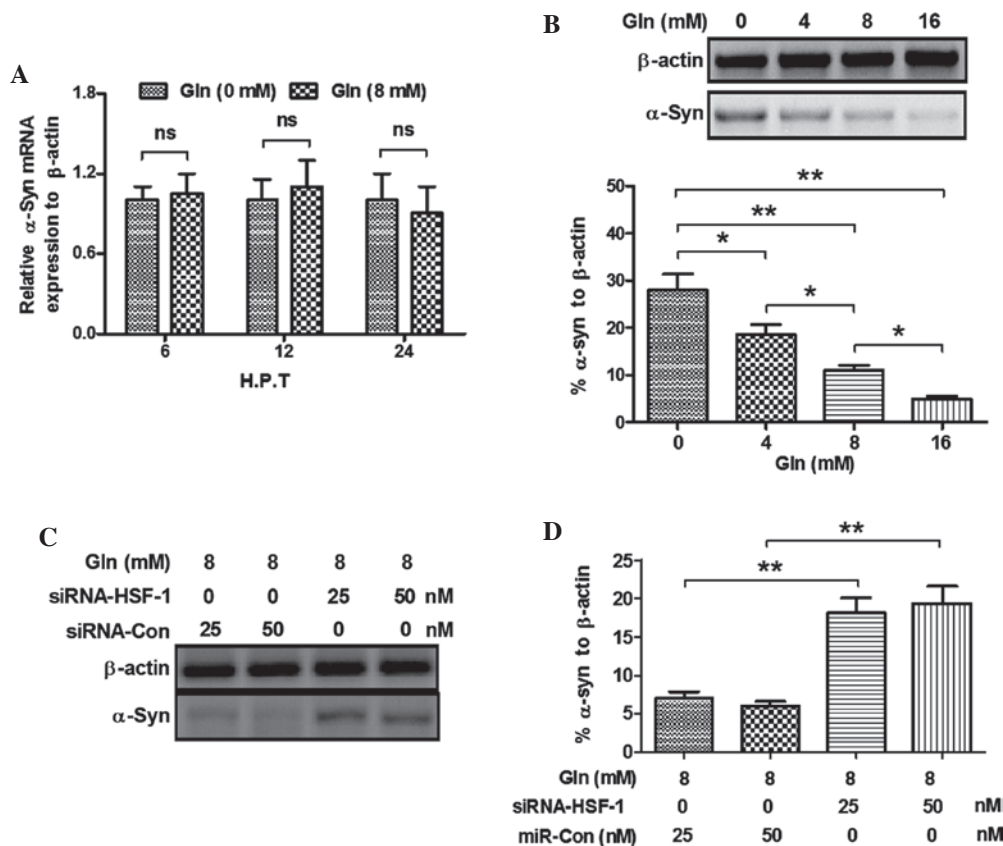 A
Gln (0 mM) Gln (8 mM)
Relative α-Syn mRNA
expression to β-actin
1.8
1.2
0.6
0.0
ns ns ns
6 12 24
H.P.T
B
Gln (mM) 0 4 8 16
β-actin
α-Syn
**
**
*
*
*
% α-syn to β-actin
50
40
30
20
10
0
0 4 8 16
Gln (mM)
C
Gln (mM) 8 8 8 8
siRNA-HSF-1 0 0 25 50 nM
siRNA-Con 25 50 0 0 nM
β-actin
α-Syn
D
**
**
% α-syn to β-actin
25
20
15
10
5
0
Gln (mM) 8 8 8 8
siRNA-HSF-1 0 0 25 50 nM
miR-Con (nM) 25 50 0 0 nM